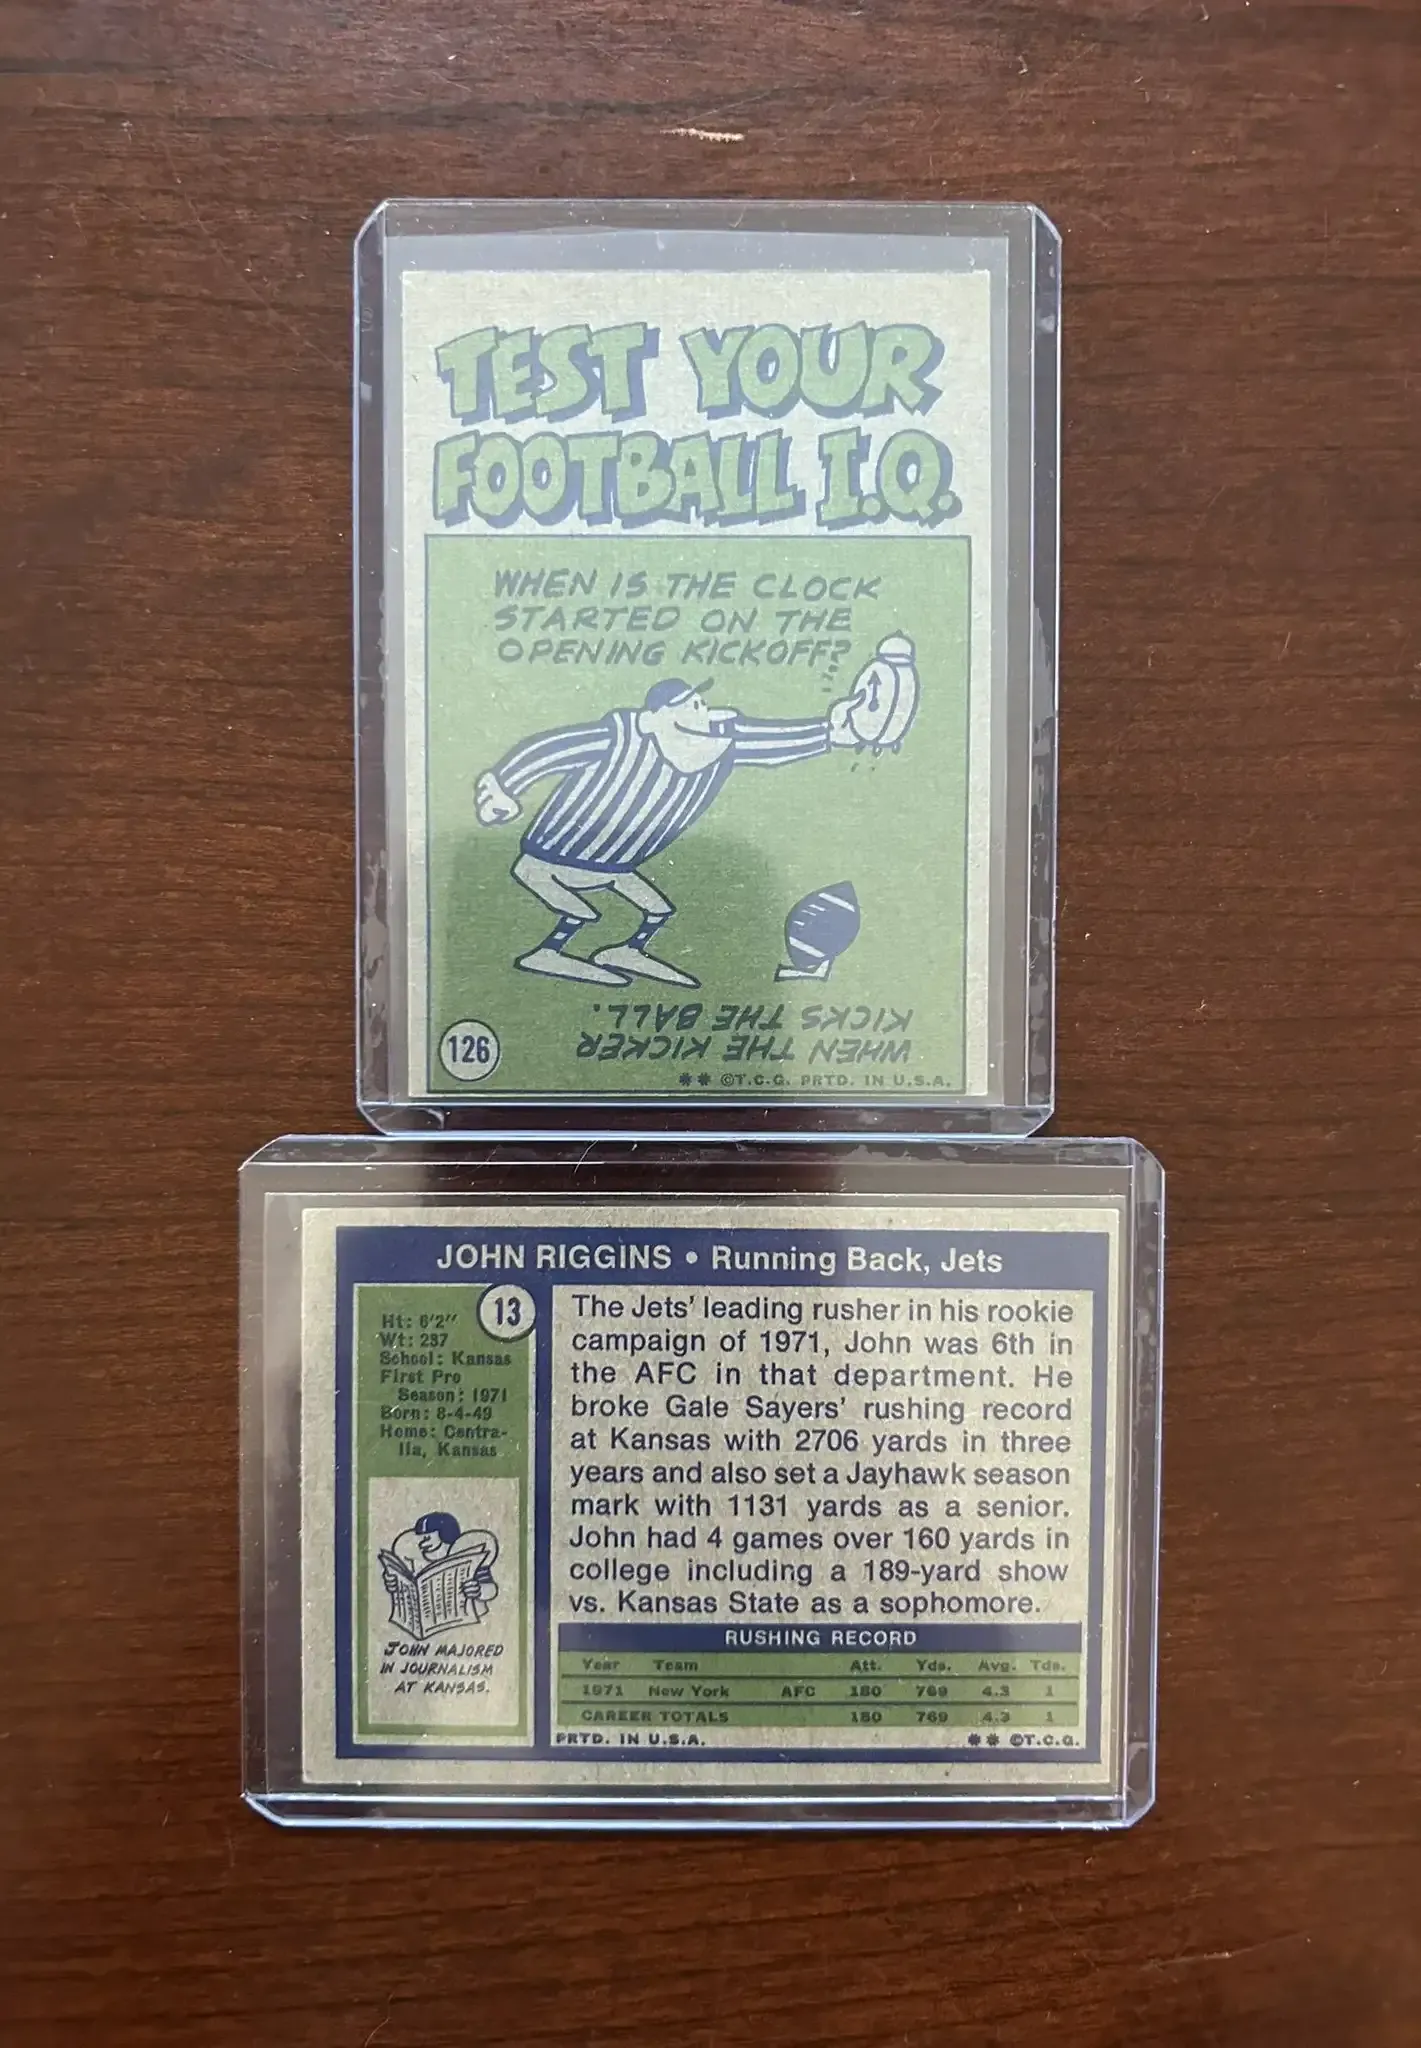 TEST YOUR
FOOTBALL I.Q.
WHEN IS THE CLOCK
STARTED ON THE
OPENING KICKOFF?
WHEN THE KICKER
KICKS THE BALL.
126
** ©T.C.G. PRTD. IN U.S.A.
JOHN RIGGINS • Running Back, Jets
13
Ht: 6'2"
Wt: 237
School: Kansas
First Pro
Season: 1971
Born: 8-4-49
Home: Centra-
lia, Kansas
JOHN MAJORED
IN JOURNALISM
AT KANSAS.
The Jets' leading rusher in his rookie
campaign of 1971, John was 6th in
the AFC in that department. He
broke Gale Sayers' rushing record
at Kansas with 2706 yards in three
years and also set a Jayhawk season
mark with 1131 yards as a senior.
John had 4 games over 160 yards in
college including a 189-yard show
vs. Kansas State as a sophomore.
RUSHING RECORD
Year Team Att. Yds. Avg. Tds.
1971 New York AFC 180 769 4.3 1
CAREER TOTALS 180 769 4.3 1
PRTD. IN U.S.A. ** ©T.C.G.